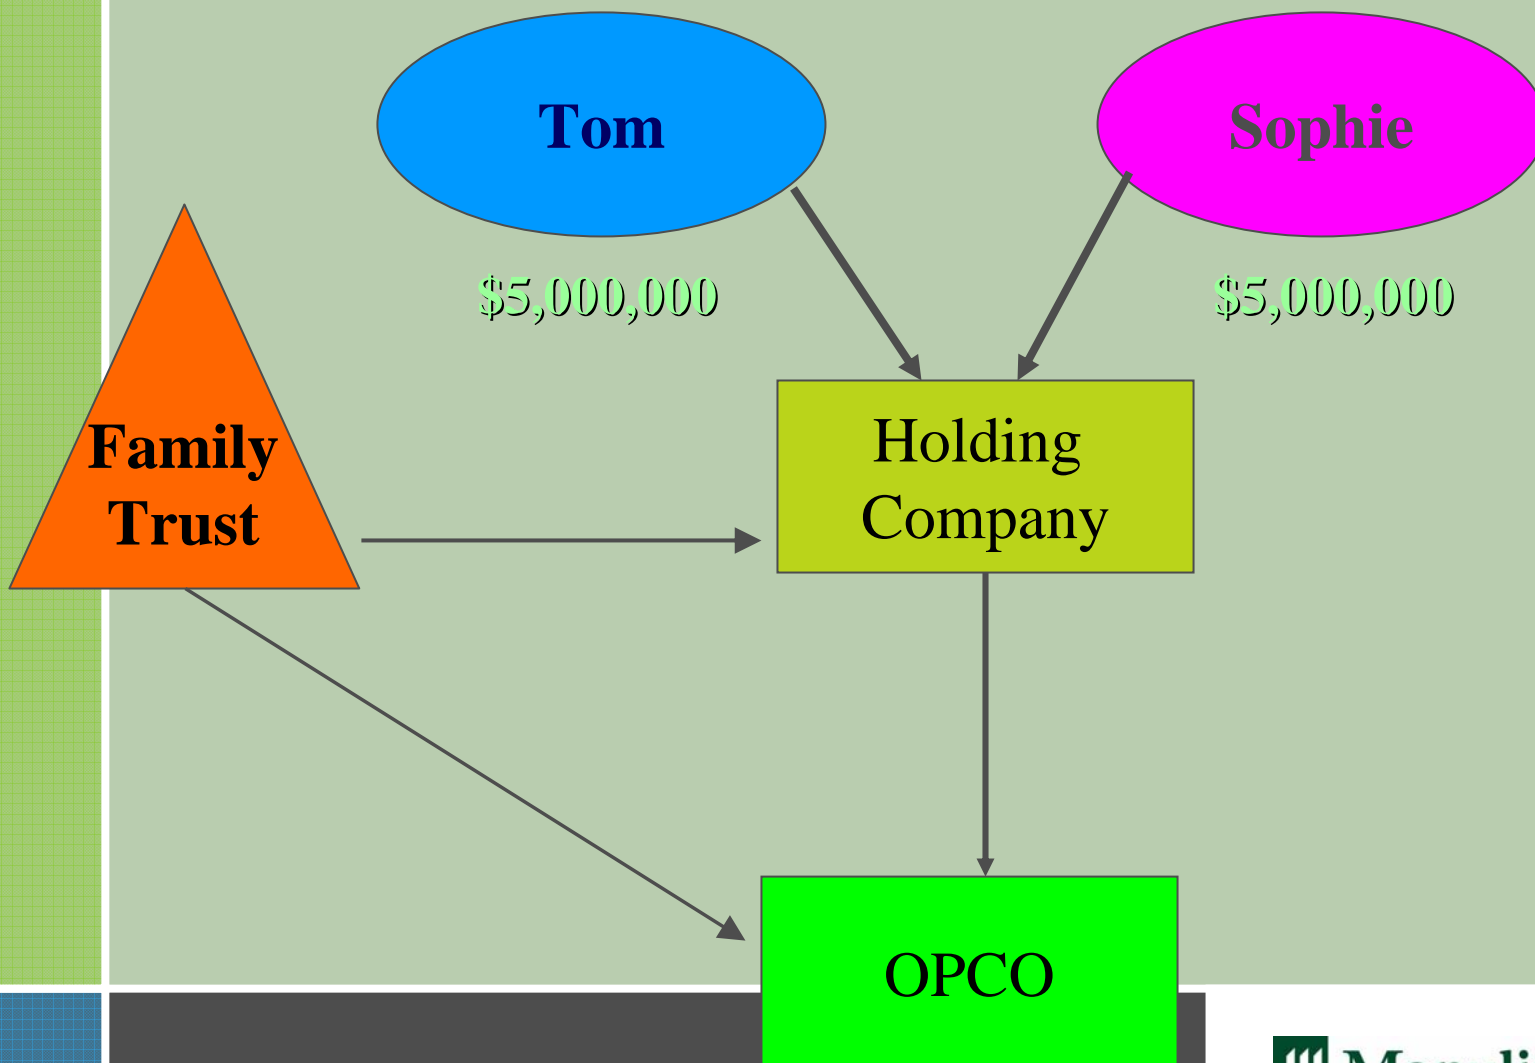 Tom
Sophie
$5,000,000
$5,000,000
Family
Trust
Holding
Company
OPCO